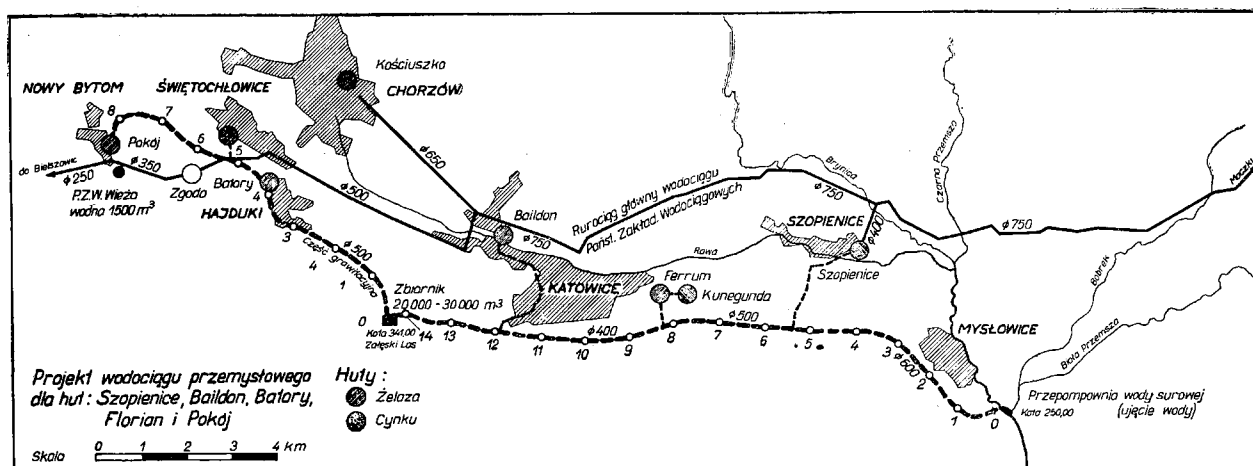 Kościuszko
CHORZÓW
NOWY BYTOM
ŚWIĘTOCHŁOWICE
8
7
6
5
Pokój
do Bielszowic
φ250
φ350
P.Z.W. Wieża
wodna 1500 m³
Zgoda
Batory
4
HAJDUKI
φ500
φ650
3
φ500
Część grawitacyjna
4
1
Baildon
φ750
Rurociąg główny wodociągu
Państ. Zakład. Wodociągowych
φ750
Brynica
Czarna Przemsza
SZOPIENICE
φ400
Szopienice
φ750
Maczki
Rawa
Bobrek
Biała Przemsza
Zbiornik
20 000 - 30 000 m³
0
Kota 341,00
Załęski Las
KATOWICE
Ferrum
Kunegunda
MYSŁOWICE
14
13
12
11
φ400
10
9
8
7
φ500
6
5
4
3
φ600
2
1
0
Przepompownia wody surowej
Kota 250,00
(ujęcie wody)
Projekt wodociągu przemysłowego
dla hut: Szopienice, Baildon, Batory,
Florian i Pokój
Huty:
Żelaza
Cynku
Skala
0 1 2 3 4 km